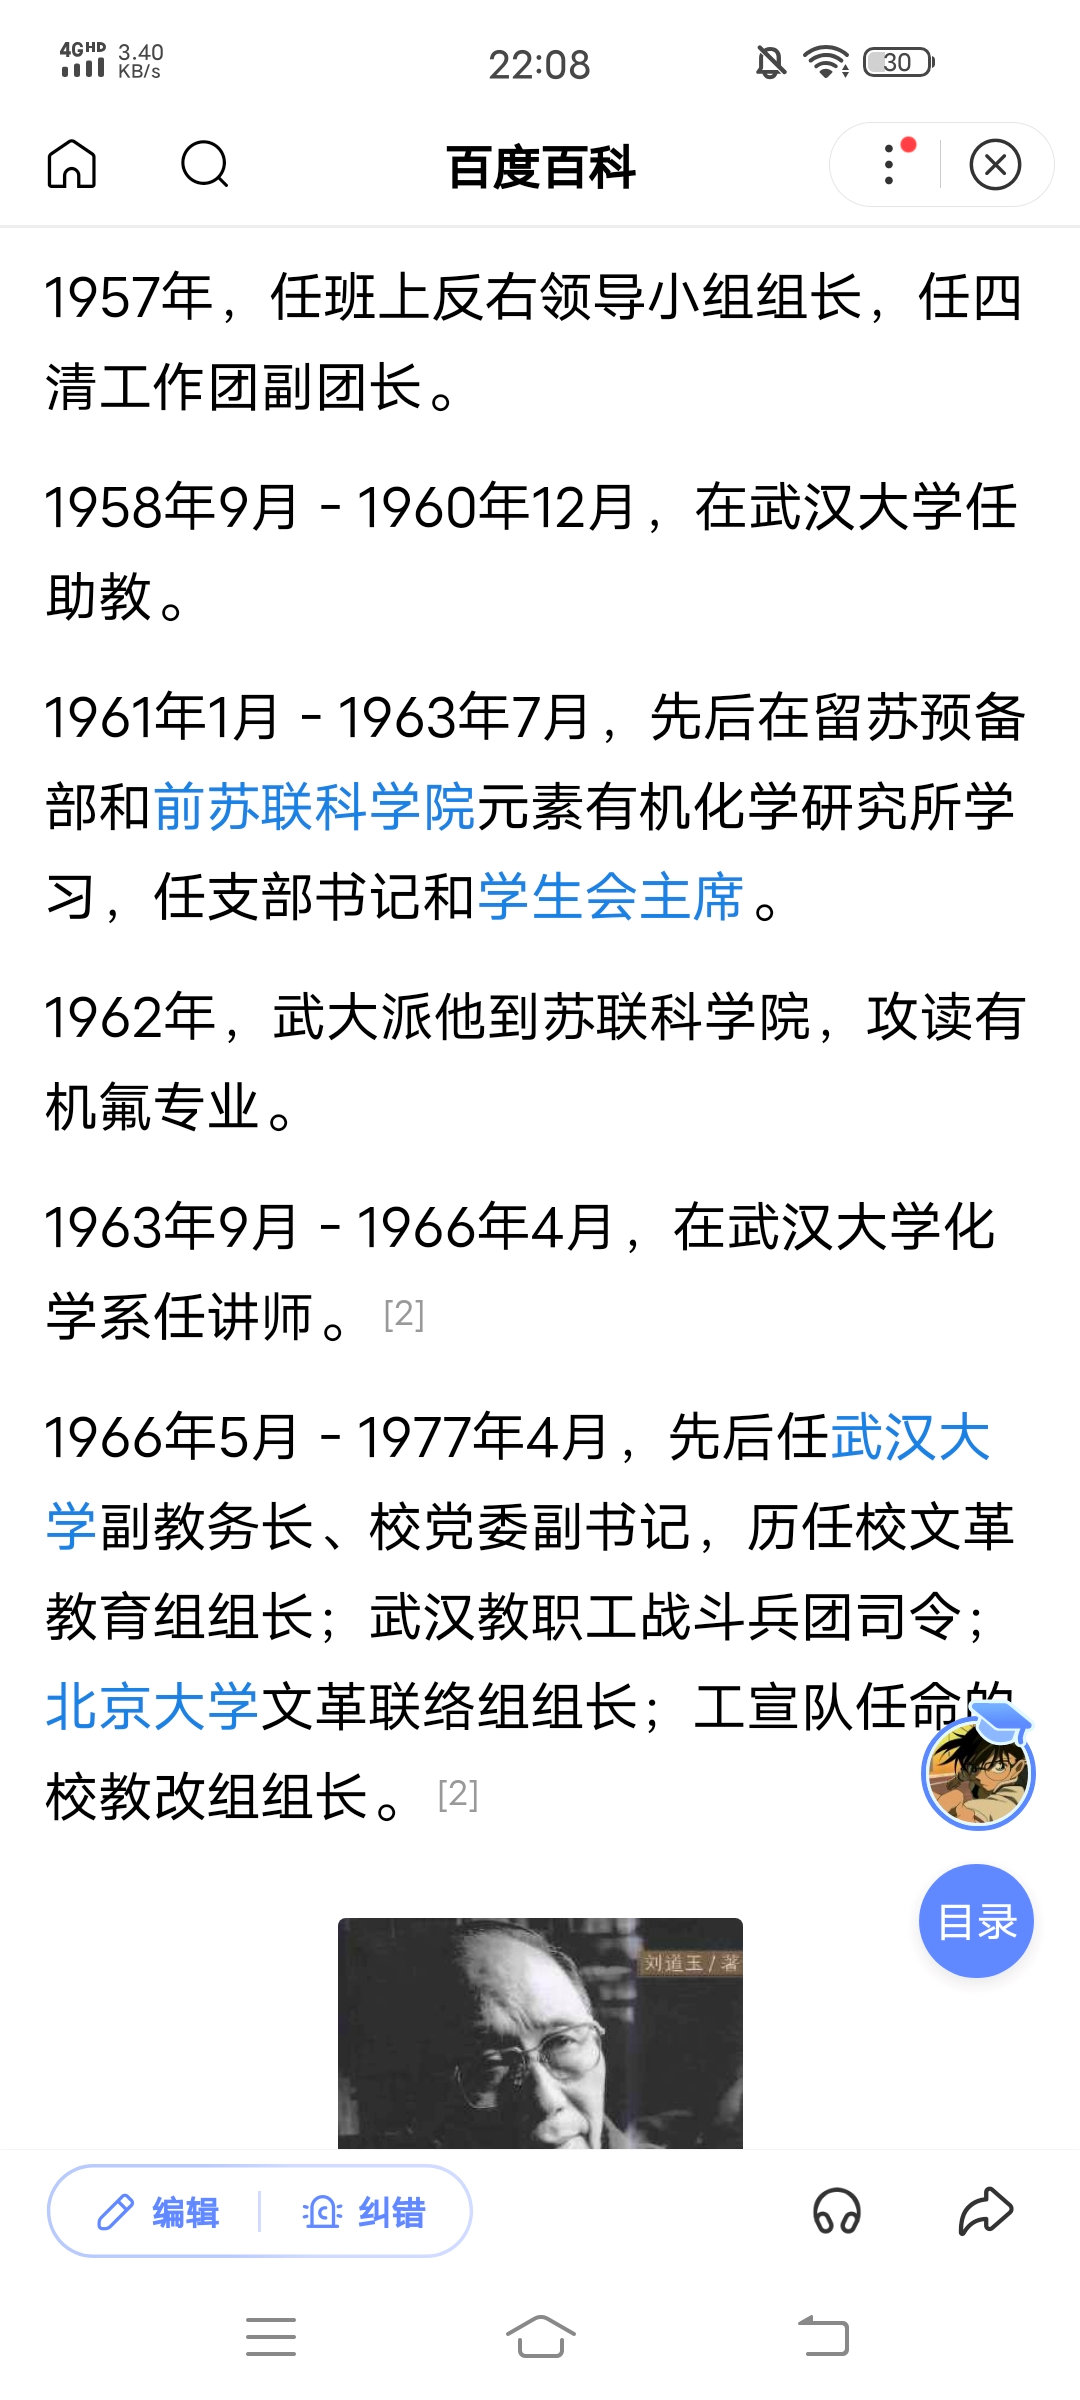 4GHD 3.40 KB/s 22:08 30
百度百科
1957年，任班上反右领导小组组长，任四
清工作团副团长。
1958年9月 - 1960年12月，在武汉大学任
助教。
1961年1月 - 1963年7月，先后在留苏预备
部和前苏联科学院元素有机化学研究所学
习，任支部书记和学生会主席。
1962年，武大派他到苏联科学院，攻读有
机氟专业。
1963年9月 - 1966年4月，在武汉大学化
学系任讲师。[2]
1966年5月 - 1977年4月，先后任武汉大
学副教务长、校党委副书记，历任校文革
教育组组长；武汉教职工战斗兵团司令；
北京大学文革联络组组长；工宣队任命的
校教改组组长。[2]
目录
刘道玉/著
编辑 纠错